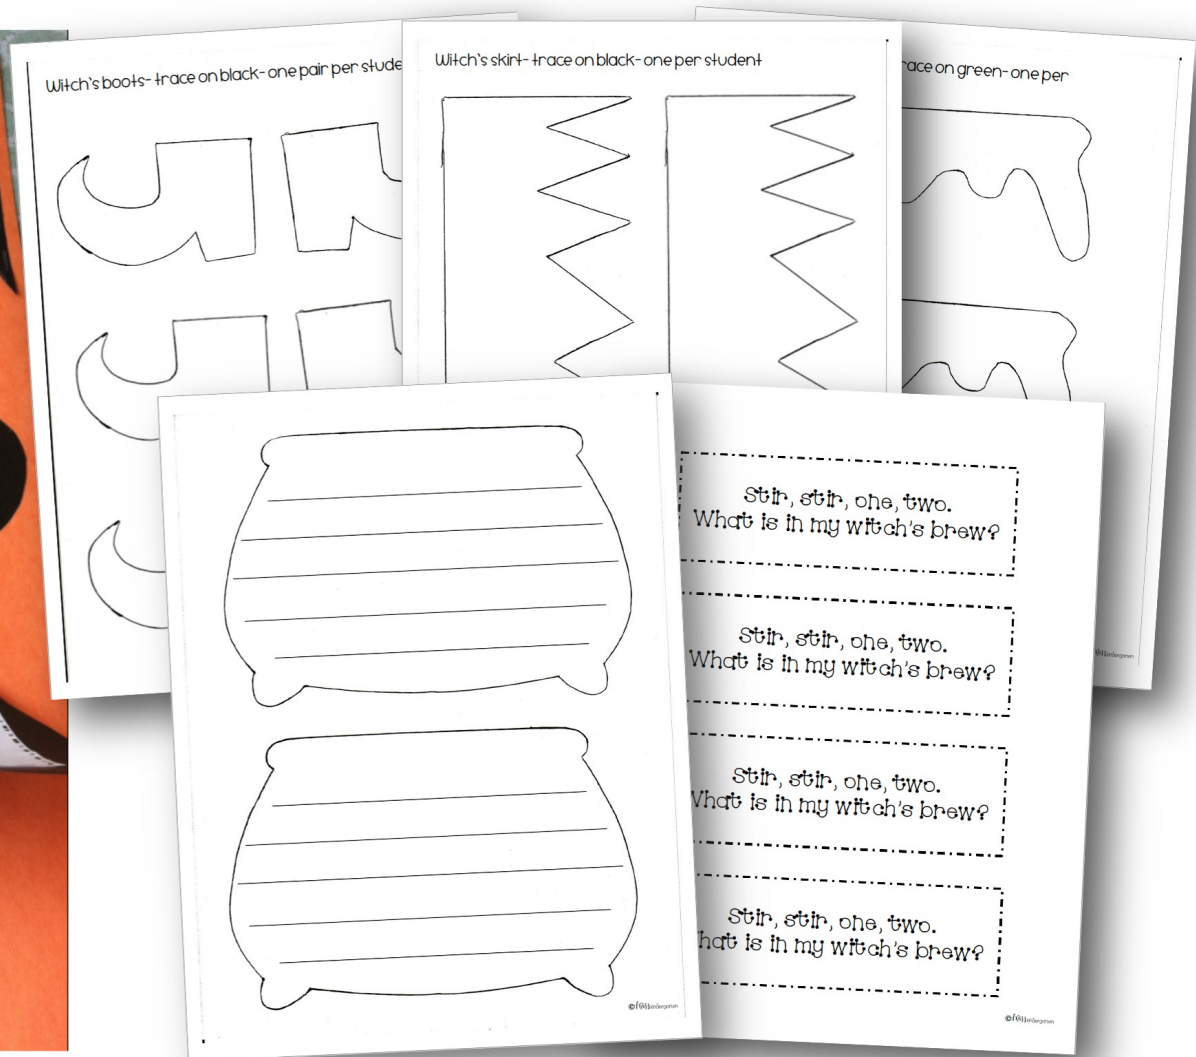 Witch's boots- trace on black- one pair per stude
Witch's skirt- trace on black- one per student
race on green- one per
Stir, stir, one, two.
What is in my witch's brew?
Stir, stir, one, two.
What is in my witch's brew?
Stir, stir, one, two.
What is in my witch's brew?
Stir, stir, one, two.
hat is in my witch's brew?